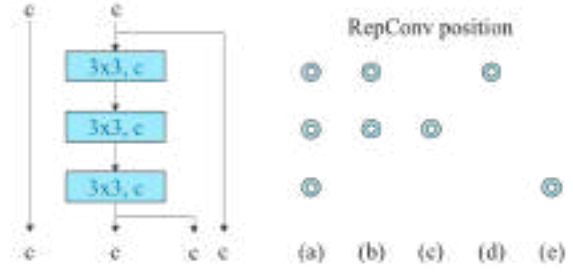 c c
RepConv position
3x3, c
3x3, c
3x3, c
c c c c
(a) (b) (c) (d) (e)